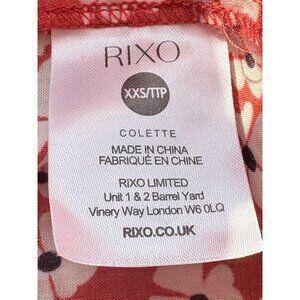 RIXO
XXS/TTP
COLETTE
MADE IN CHINA
FABRIQUÉ EN CHINE
RIXO LIMITED
Unit 1 & 2 Barrel Yard
Vinery Way London W6 0LQ
RIXO.CO.UK